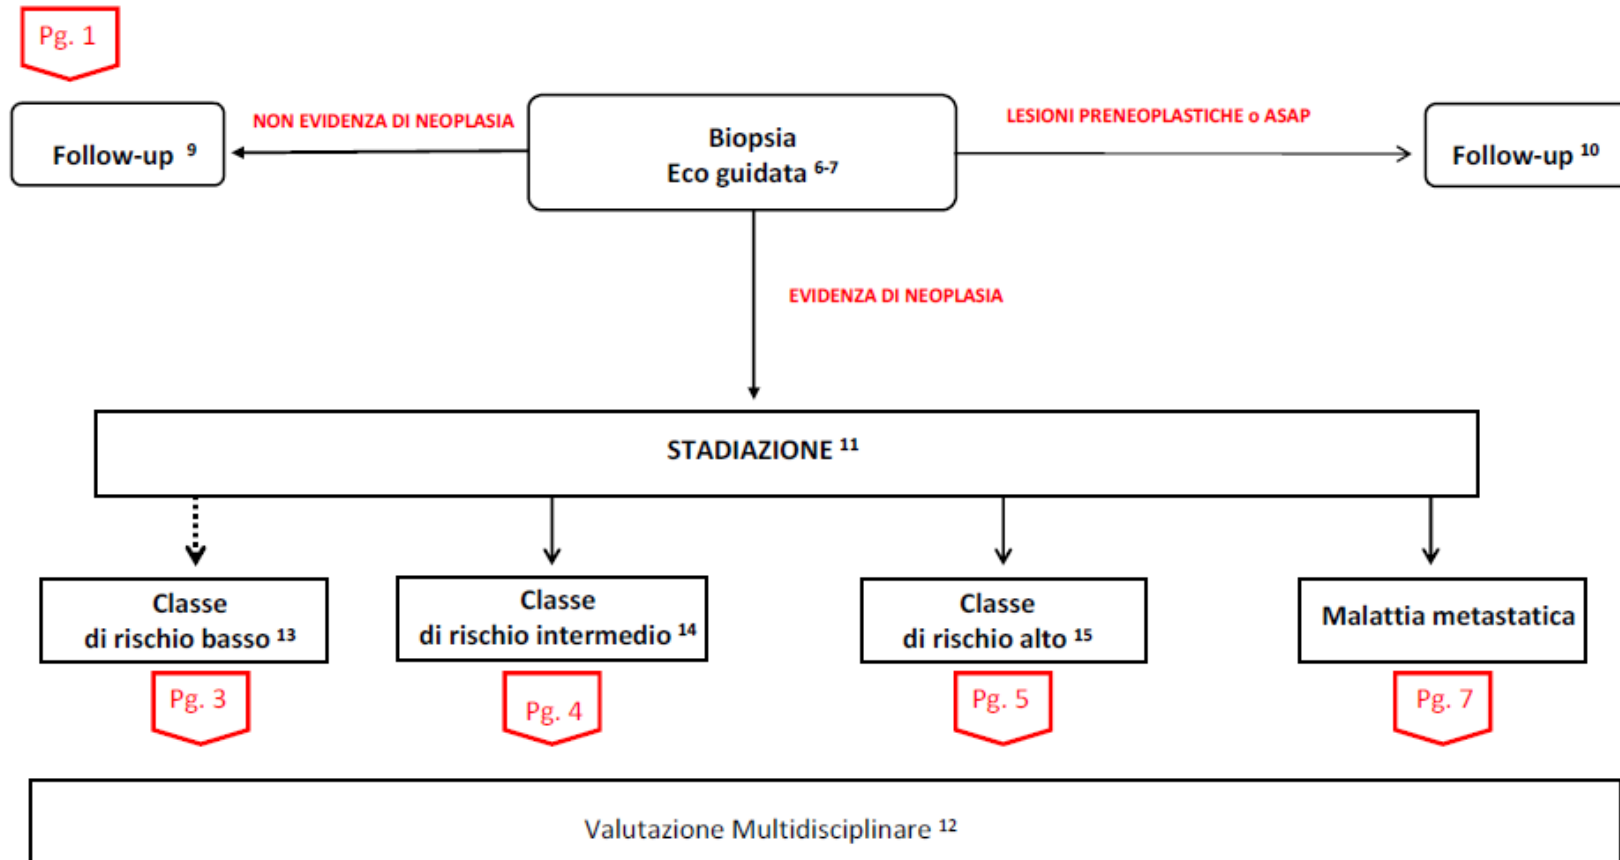 Pg. 1
NON EVIDENZA DI NEOPLASIA
LESIONI PRENEOPLASTICHE o ASAP
Follow-up 9
Biopsia
Eco guidata 6-7
Follow-up 10
EVIDENZA DI NEOPLASIA
STADIAZIONE 11
Classe
di rischio basso 13
Classe
di rischio intermedio 14
Classe
di rischio alto 15
Malattia metastatica
Pg. 3
Pg. 4
Pg. 5
Pg. 7
Valutazione Multidisciplinare 12